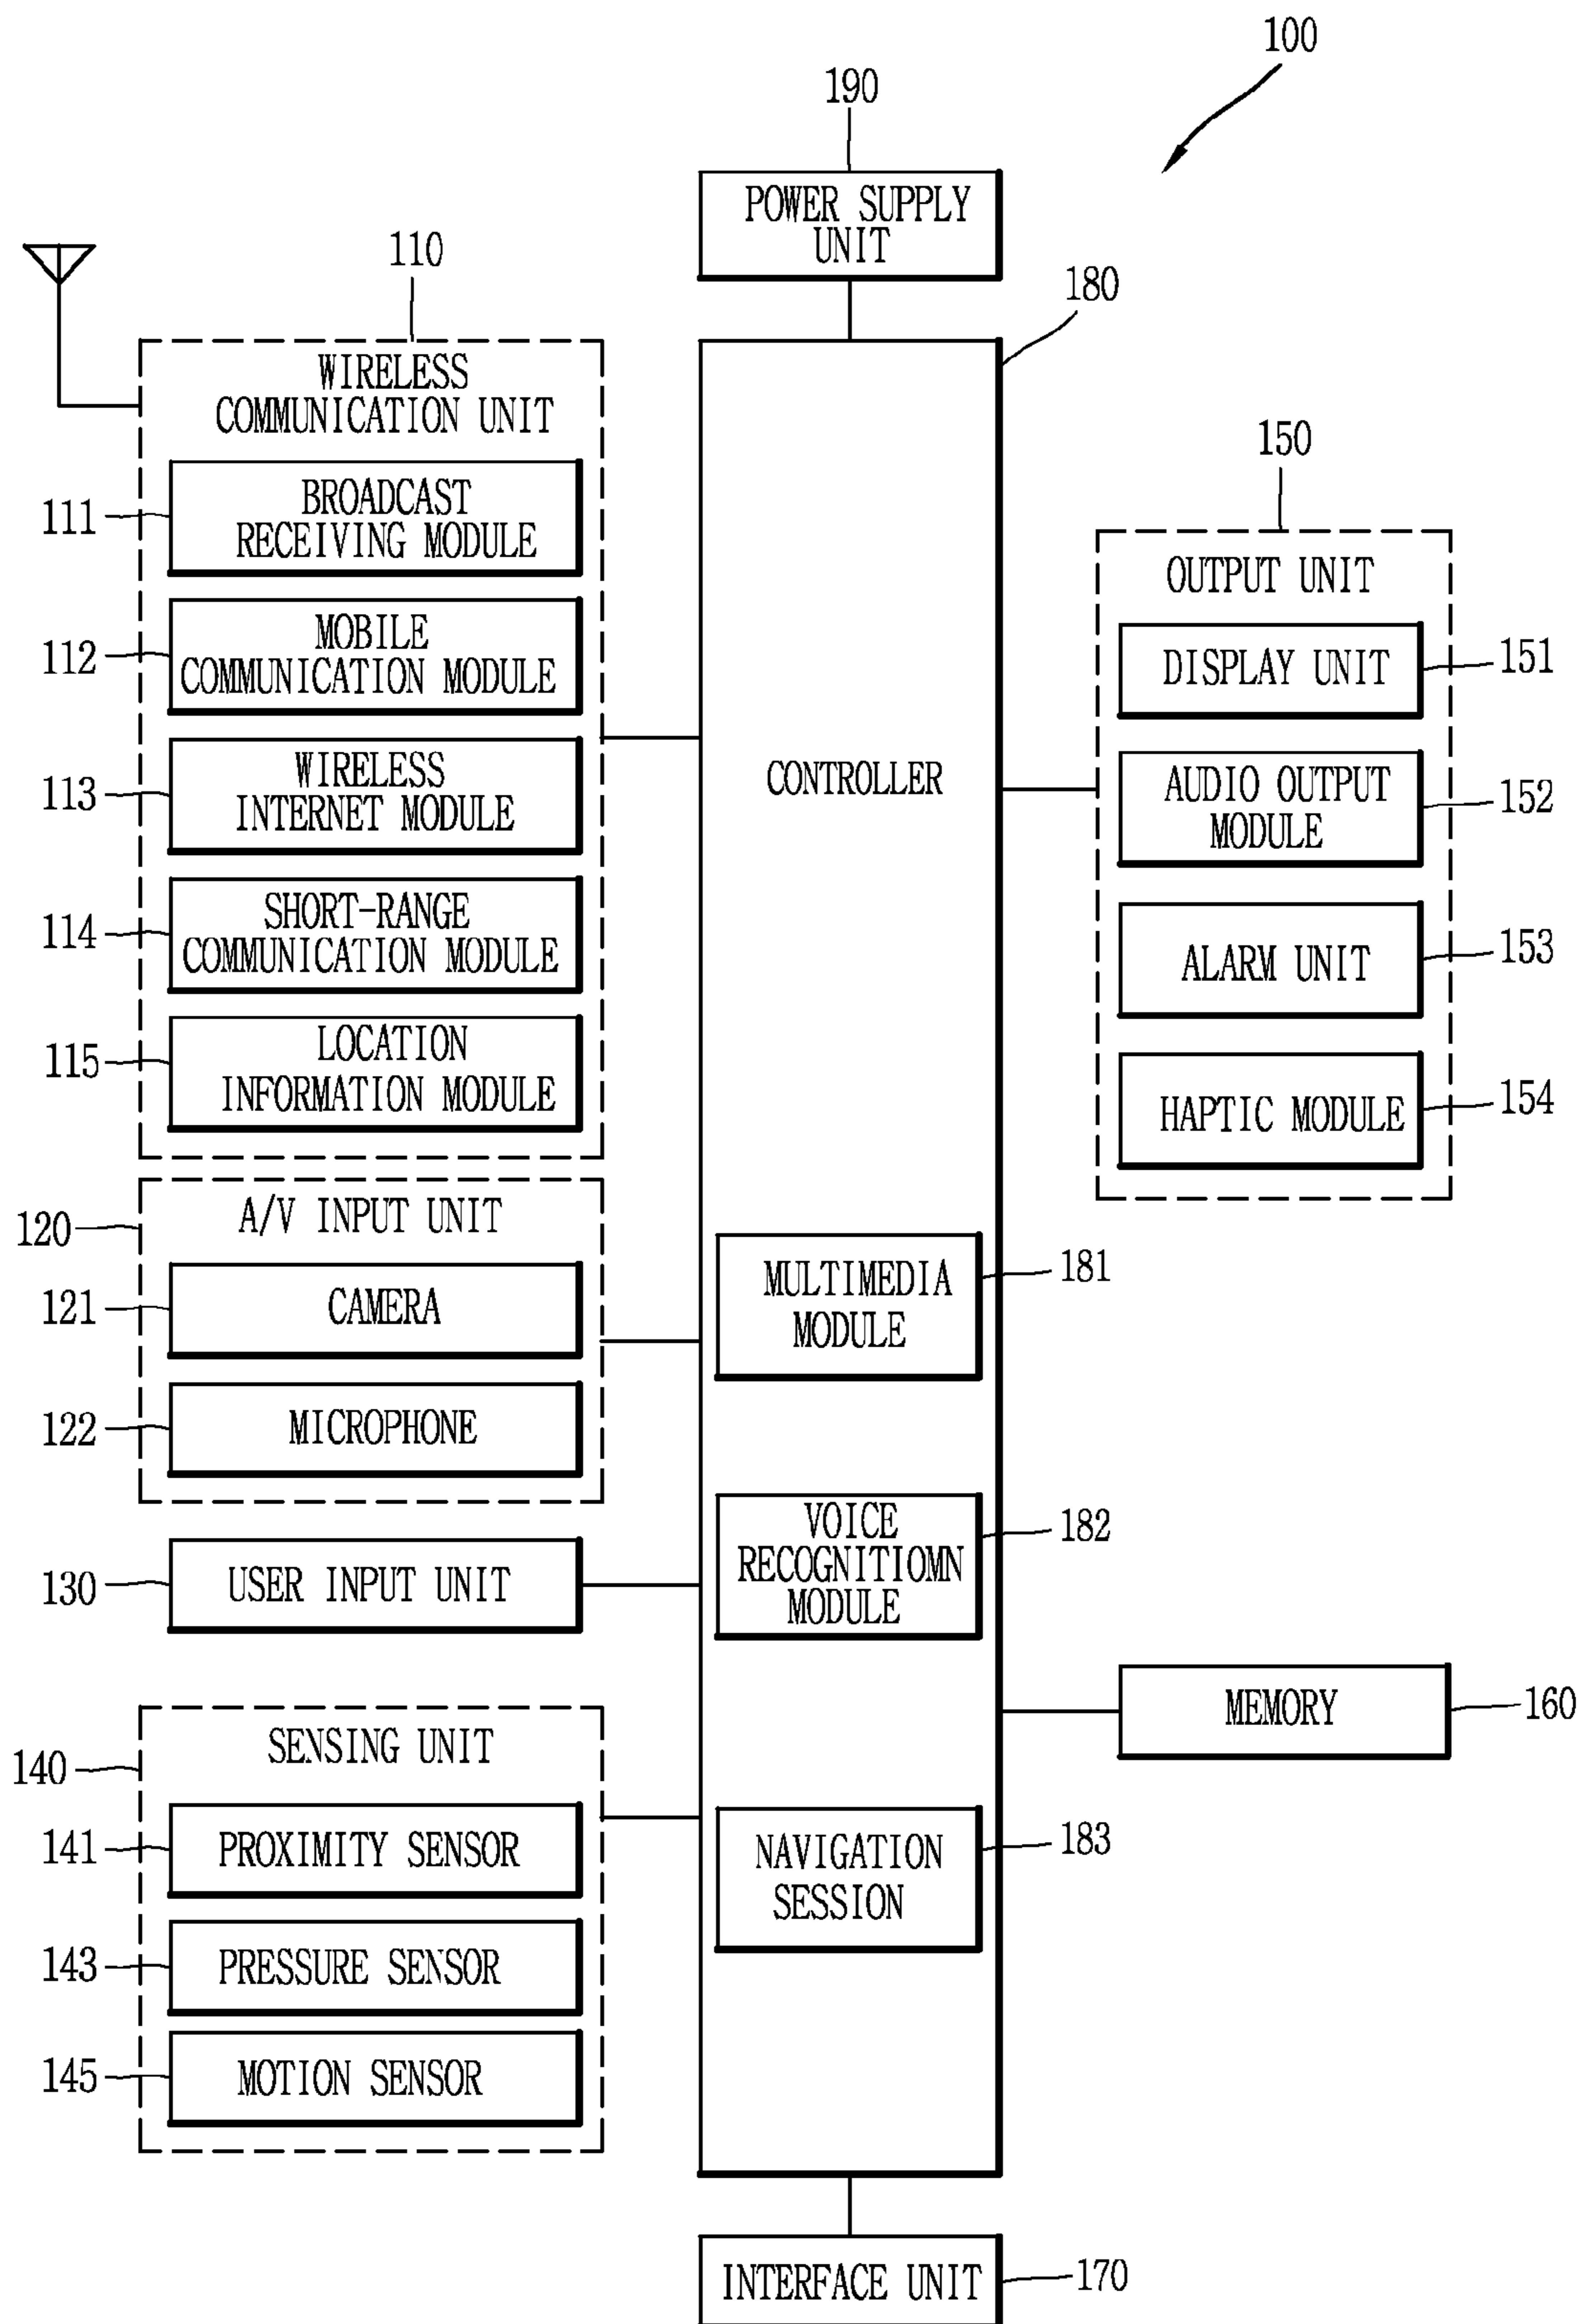 100
190
POWER SUPPLY
UNIT
110
180
WIRELESS
COMMUNICATION UNIT
111
BROADCAST
RECEIVING MODULE
112
MOBILE
COMMUNICATION MODULE
113
WIRELESS
INTERNET MODULE
114
SHORT-RANGE
COMMUNICATION MODULE
115
LOCATION
INFORMATION MODULE
120
A/V INPUT UNIT
121
CAMERA
122
MICROPHONE
130
USER INPUT UNIT
140
SENSING UNIT
141
PROXIMITY SENSOR
143
PRESSURE SENSOR
145
MOTION SENSOR
CONTROLLER
MULTIMEDIA
MODULE
181
VOICE
RECOGNITIOMN
MODULE
182
NAVIGATION
SESSION
183
150
OUTPUT UNIT
DISPLAY UNIT
151
AUDIO OUTPUT
MODULE
152
ALARM UNIT
153
HAPTIC MODULE
154
MEMORY
160
INTERFACE UNIT
170